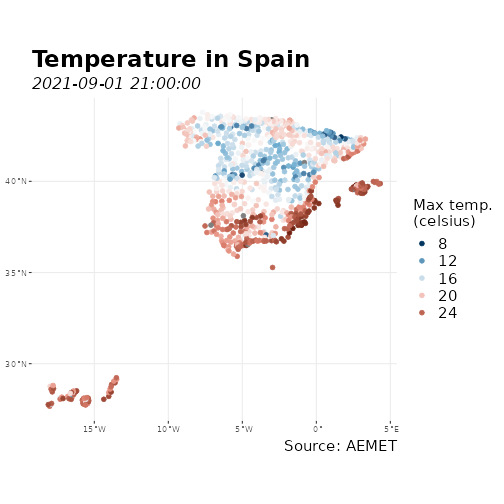 Temperature in Spain
2021-09-01 21:00:00
40°N
35°N
30°N
15°W
10°W
5°W
0°
5°E
Max temp.
(celsius)
8
12
16
20
24
Source: AEMET